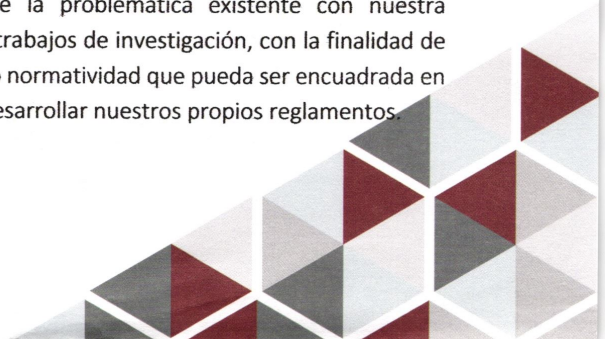 e la problemática existente con nuestra
trabajos de investigación, con la finalidad de
normatividad que pueda ser encuadrada en
esarrollar nuestros propios reglamentos.